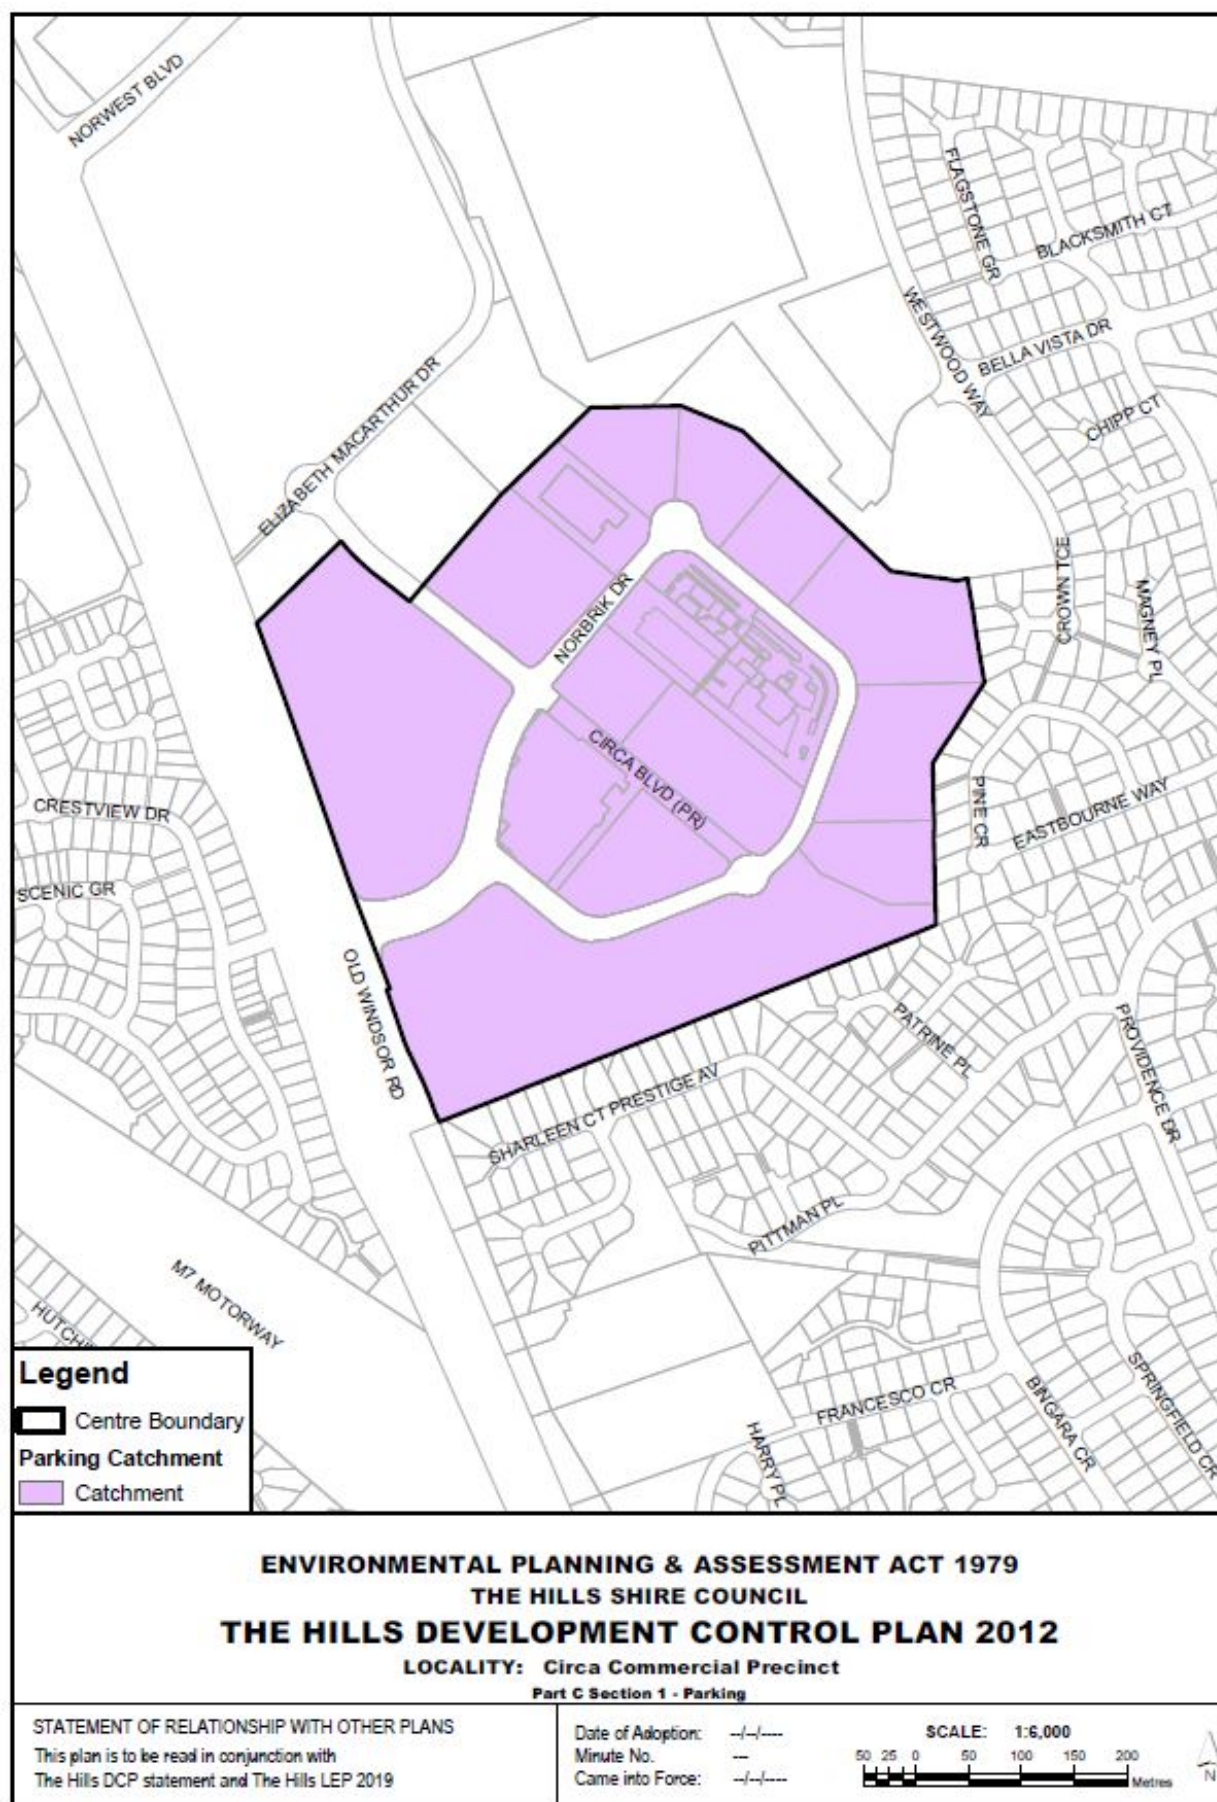 NORWEST BLVD
FLAGSTONE GR
BLACKSMITH CT
WESTWOOD WAY
BELLA VISTA DR
CHIPP CT
ELIZABETH MACARTHUR DR
CROWN TCE
MAGNEY PL
NORBRIK DR
CIRCA BLVD (PR)
PINE CR
EASTBOURNE WAY
CRESTVIEW DR
SCENIC GR
OLD WINDSOR RD
PATRINE PL
PROVIDENCE DR
SHARLEEN CT PRESTIGE AV
PITTMAN PL
M7 MOTORWAY
FRANCESCO CR
HARRY PL
BINGARA CR
SPRINGFIELD CR
Legend
Centre Boundary
Parking Catchment
Catchment
ENVIRONMENTAL PLANNING & ASSESSMENT ACT 1979
THE HILLS SHIRE COUNCIL
THE HILLS DEVELOPMENT CONTROL PLAN 2012
LOCALITY: Circa Commercial Precinct
Part C Section 1 - Parking
STATEMENT OF RELATIONSHIP WITH OTHER PLANS
This plan is to be read in conjunction with
The Hills DCP statement and The Hills LEP 2019
Date of Adoption: --/--/----
Minute No. ---
Came into Force: --/--/----
SCALE: 1:6,000
50 25 0 50 100 150 200
Metres
N